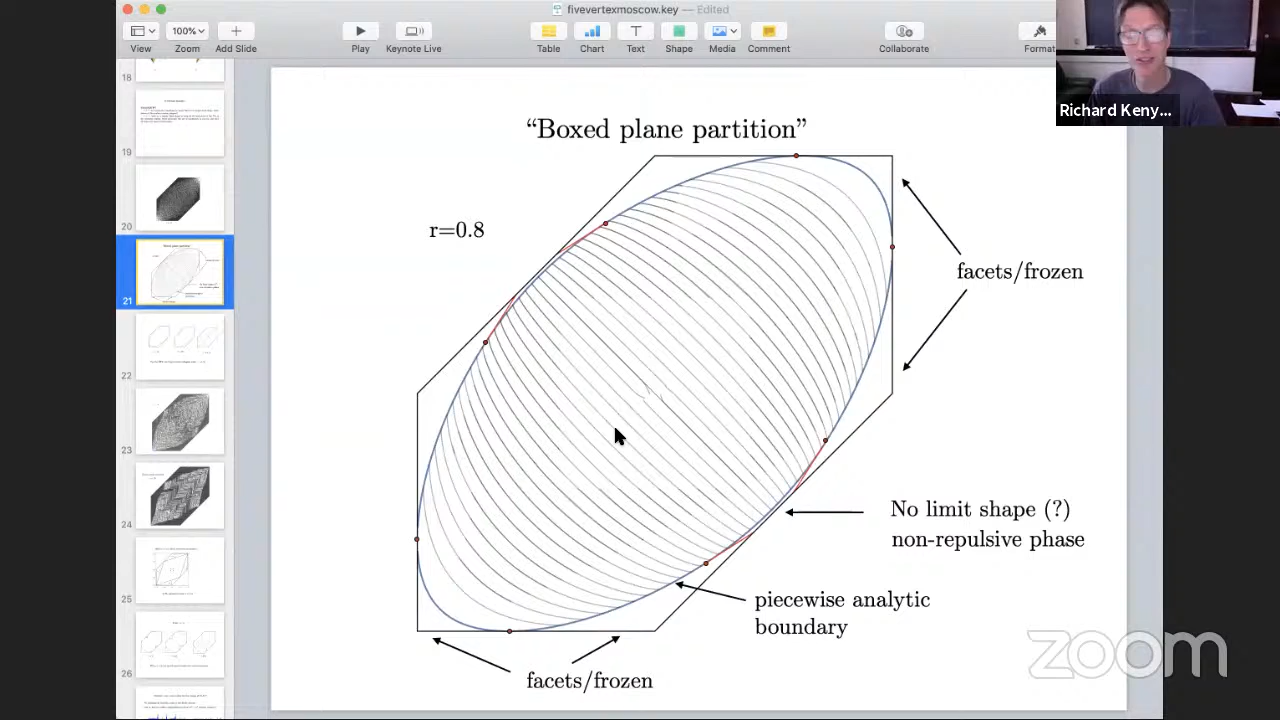 fivevertexmoscow.key — Edited
100%
View
Zoom
Add Slide
Play
Keynote Live
Table
Chart
Text
Shape
Media
Comment
Collaborate
Format
Richard Keny...
18
19
20
21
22
23
24
25
26
“Boxed plane partition”
r=0.8
facets/frozen
No limit shape (?)
non-repulsive phase
piecewise analytic
boundary
facets/frozen
zoom